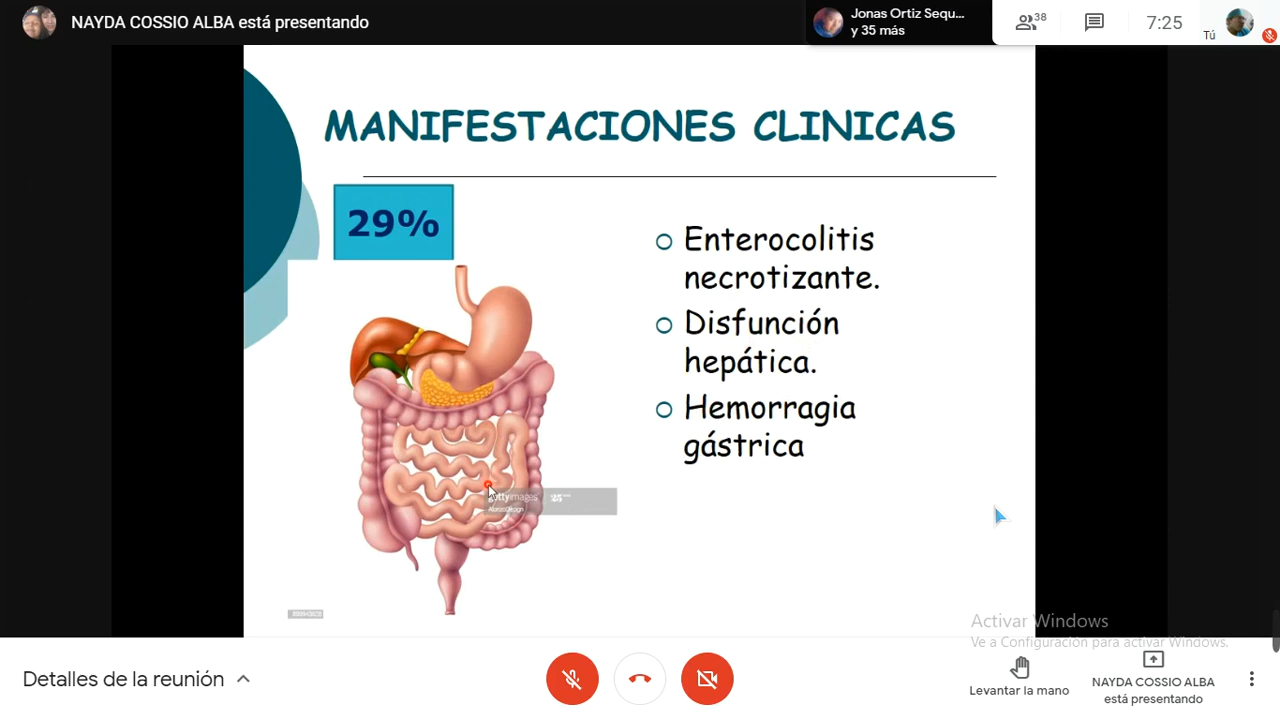 NAYDA COSSIO ALBA está presentando
Jonas Ortiz Sequ...
y 35 más
38
7:25
Tú
MANIFESTACIONES CLINICAS
29%
Enterocolitis
necrotizante.
Disfunción
hepática.
Hemorragia
gástrica
gettyimages
Activar Windows
Ve a Configuración para activar Windows.
Detalles de la reunión
Levantar la mano
NAYDA COSSIO ALBA
está presentando